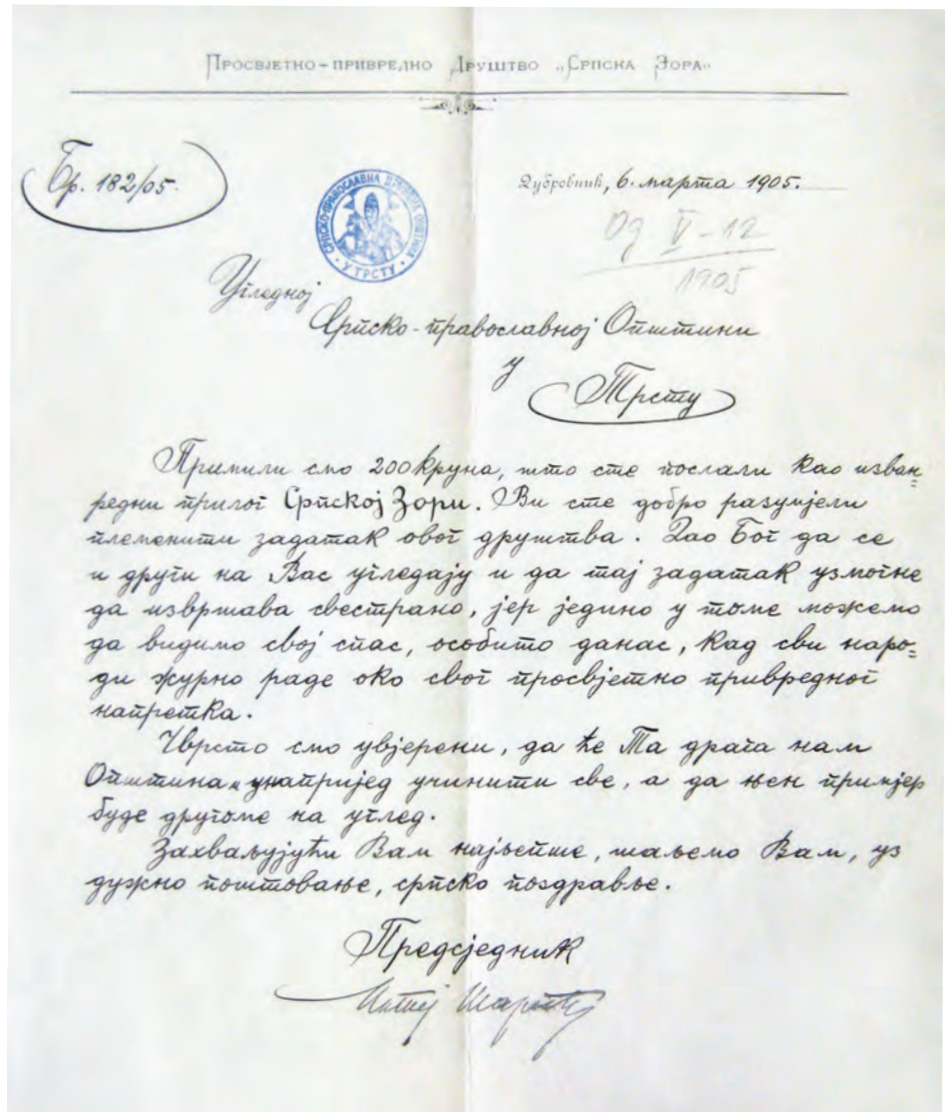 Просвјетно-привредно Друштво „Српска Зора"
Бр. 182/05.
СРПСКО-ПРАВОСЛАВНА ЦРКВЕНА ОПШТИНА
У ТРСТУ
Дубровник, 6. марта 1905.
Од V-12
1905
Угледној
Српско-православној Општини
у
Трсту
Примили смо 200 круна, што сте послали као изван=
редни прилог Српској Зори. Ви сте добро разумјели
племенити задатак овог друштва. Дао Бог да се
и други на Вас угледају и да тај задатак узмогне
да извршава свестрано, јер једино у томе можемо
да видимо свој спас, особито данас, кад сви наро=
ди журно раде око свог просвјетно привредног
напретка.
Чврсто смо увјерени, да ће Та драга нам
Општина и унапријед учинити све, а да њен примјер
буде другоме на углед.
Захваљујући Вам најљепше, шаљемо Вам, уз
дужно поштовање, српско поздравље.
Предсједник